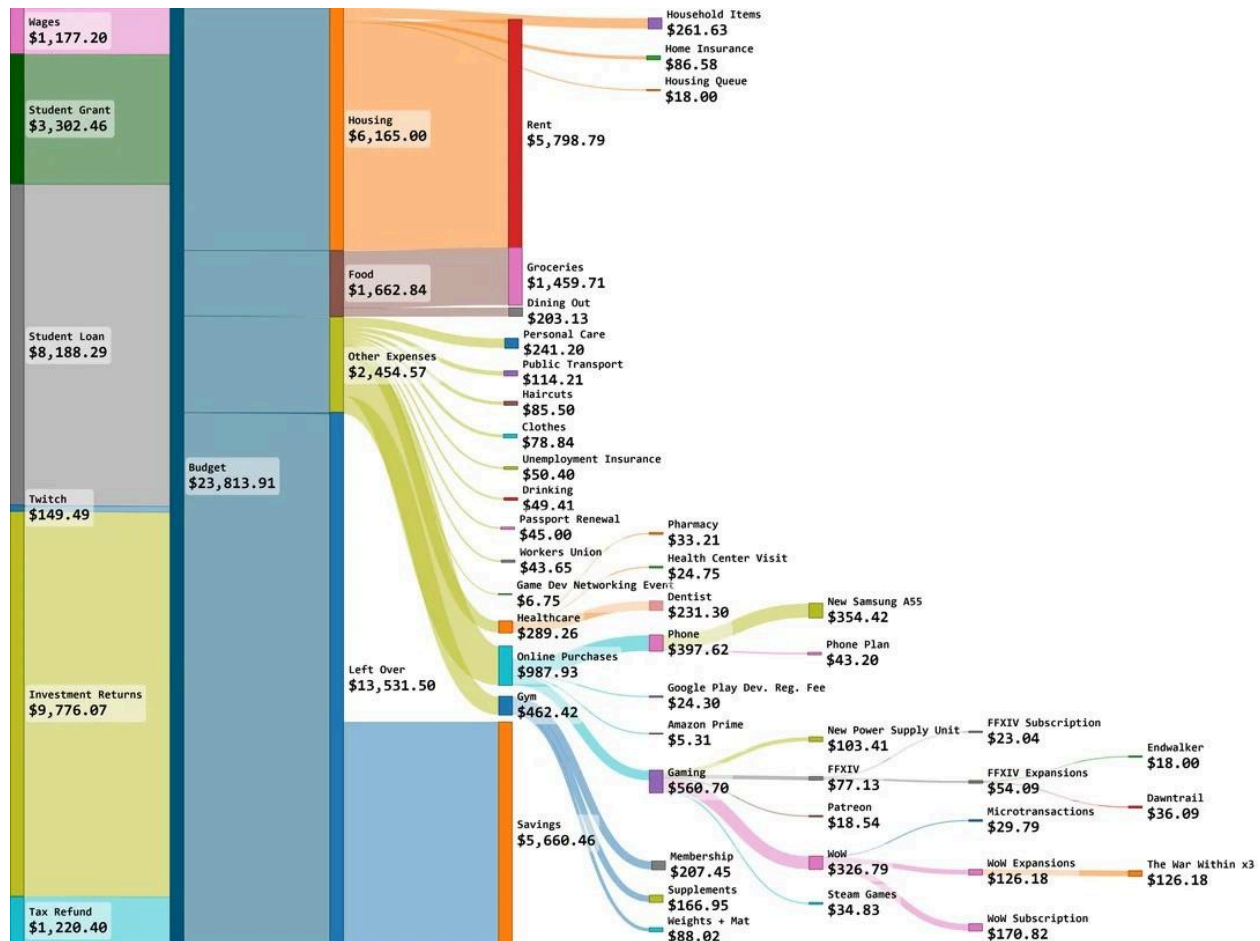 Wages
$1,177.20
Student Grant
$3,302.46
Student Loan
$8,188.29
Twitch
$149.49
Investment Returns
$9,776.07
Tax Refund
$1,220.40
Budget
$23,813.91
Housing
$6,165.00
Food
$1,662.84
Other Expenses
$2,454.57
Left Over
$13,531.50
Rent
$5,798.79
Groceries
$1,459.71
Dining Out
$203.13
Personal Care
$241.20
Public Transport
$114.21
Haircuts
$85.50
Clothes
$78.84
Unemployment Insurance
$50.40
Drinking
$49.41
Passport Renewal
$45.00
Workers Union
$43.65
Game Dev Networking Event
$6.75
Healthcare
$289.26
Online Purchases
$987.93
Gym
$462.42
Savings
$5,660.46
Household Items
$261.63
Home Insurance
$86.58
Housing Queue
$18.00
Pharmacy
$33.21
Health Center Visit
$24.75
Dentist
$231.30
Phone
$397.62
Google Play Dev. Reg. Fee
$24.30
Amazon Prime
$5.31
Gaming
$560.70
Membership
$207.45
Supplements
$166.95
Weights + Mat
$88.02
New Samsung A55
$354.42
Phone Plan
$43.20
New Power Supply Unit
$103.41
FFXIV
$77.13
Patreon
$18.54
WoW
$326.79
Steam Games
$34.83
FFXIV Subscription
$23.04
FFXIV Expansions
$54.09
Microtransactions
$29.79
WoW Expansions
$126.18
WoW Subscription
$170.82
Endwalker
$18.00
Dawntrail
$36.09
The War Within x3
$126.18